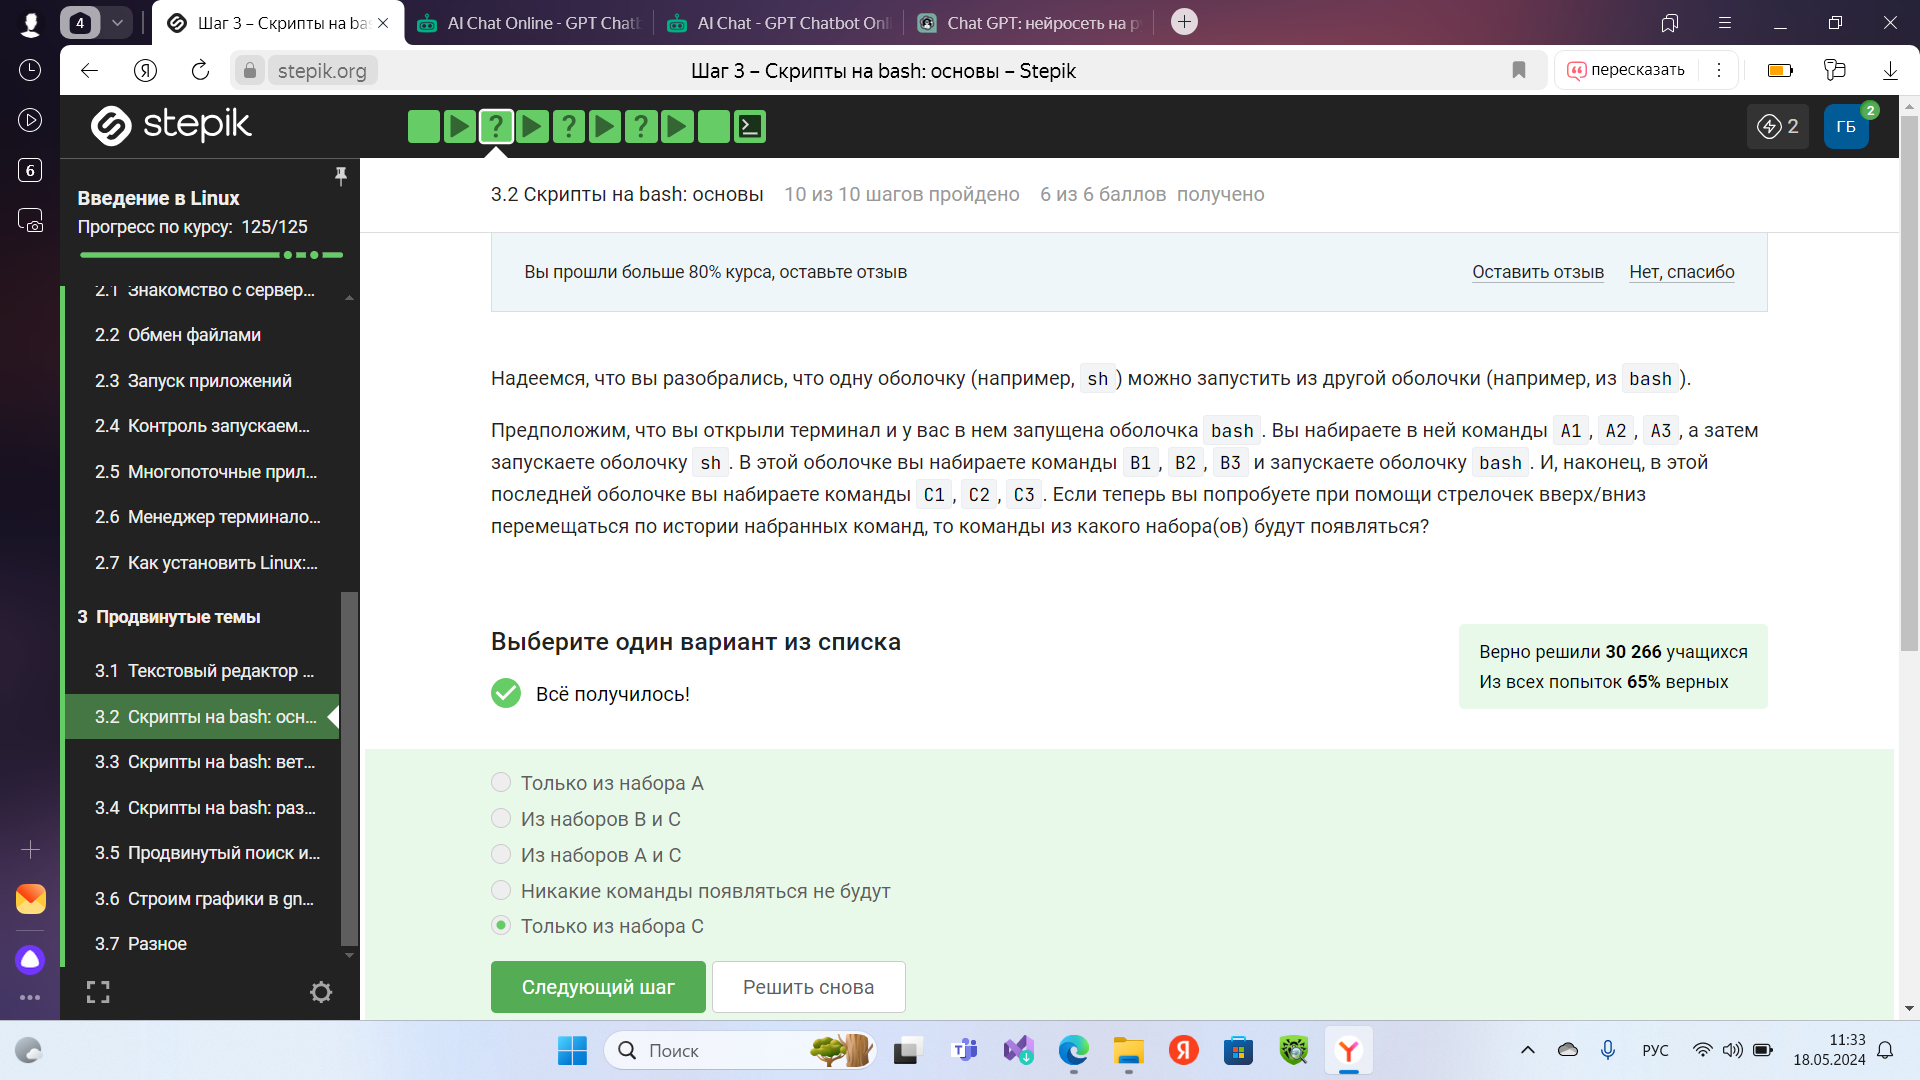 4
Шаг 3 – Скрипты на bas
AI Chat Online - GPT Chatb
AI Chat - GPT Chatbot Onl
Chat GPT: нейросеть на р
Я
stepik.org
Шаг 3 – Скрипты на bash: основы – Stepik
пересказать
6
stepik
?
?
?
2
ГБ
2
Введение в Linux
Прогресс по курсу: 125/125
2.1 Знакомство с сервер...
2.2 Обмен файлами
2.3 Запуск приложений
2.4 Контроль запускаем...
2.5 Многопоточные прил...
2.6 Менеджер терминало...
2.7 Как установить Linux:...
3 Продвинутые темы
3.1 Текстовый редактор ...
3.2 Скрипты на bash: осн...
3.3 Скрипты на bash: вет...
3.4 Скрипты на bash: раз...
3.5 Продвинутый поиск и...
3.6 Строим графики в gn...
3.7 Разное
3.2 Скрипты на bash: основы 10 из 10 шагов пройдено 6 из 6 баллов получено
Вы прошли больше 80% курса, оставьте отзыв
Оставить отзыв
Нет, спасибо
Надеемся, что вы разобрались, что одну оболочку (например, sh ) можно запустить из другой оболочки (например, из bash ).
Предположим, что вы открыли терминал и у вас в нем запущена оболочка bash . Вы набираете в ней команды A1 , A2 , A3 , а затем
запускаете оболочку sh . В этой оболочке вы набираете команды B1 , B2 , B3 и запускаете оболочку bash . И, наконец, в этой
последней оболочке вы набираете команды C1 , C2 , C3 . Если теперь вы попробуете при помощи стрелочек вверх/вниз
перемещаться по истории набранных команд, то команды из какого набора(ов) будут появляться?
Выберите один вариант из списка
Всё получилось!
Верно решили 30 266 учащихся
Из всех попыток 65% верных
Только из набора A
Из наборов B и C
Из наборов A и C
Никакие команды появляться не будут
Только из набора C
Следующий шаг
Решить снова
Поиск
Я
Y
РУС
11:33
18.05.2024